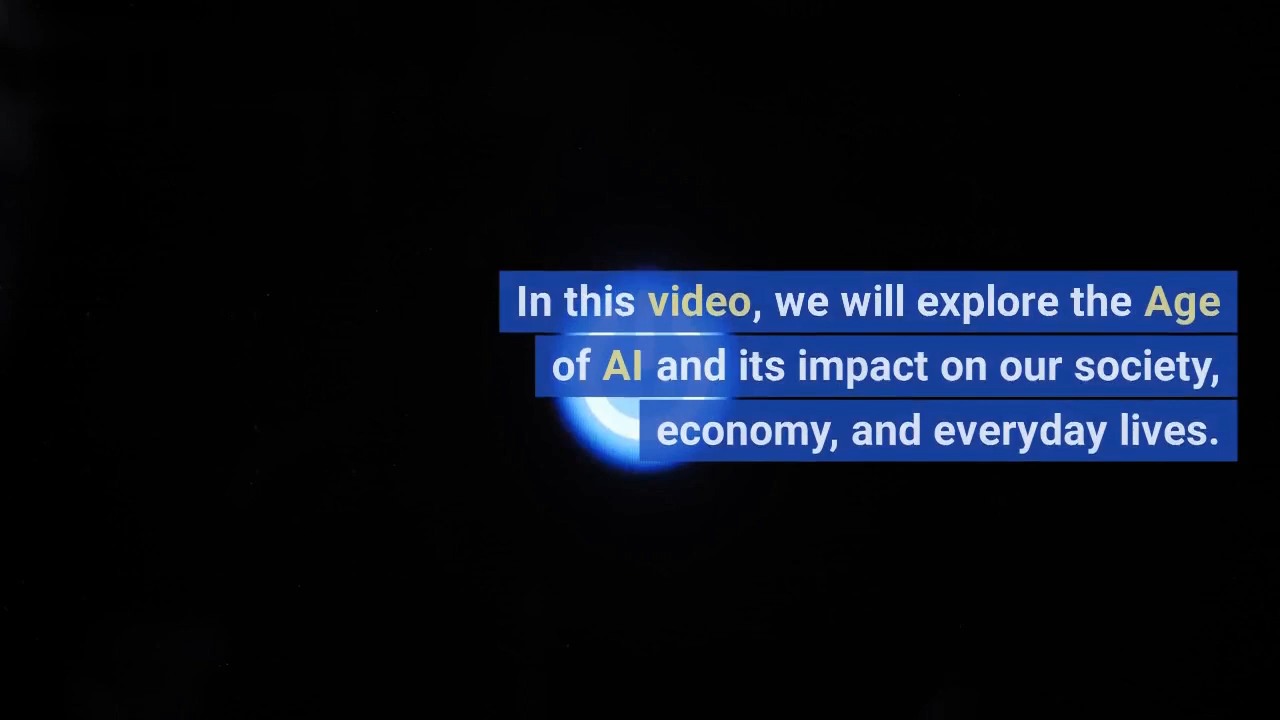 In this video, we will explore the Age
of AI and its impact on our society,
economy, and everyday lives.